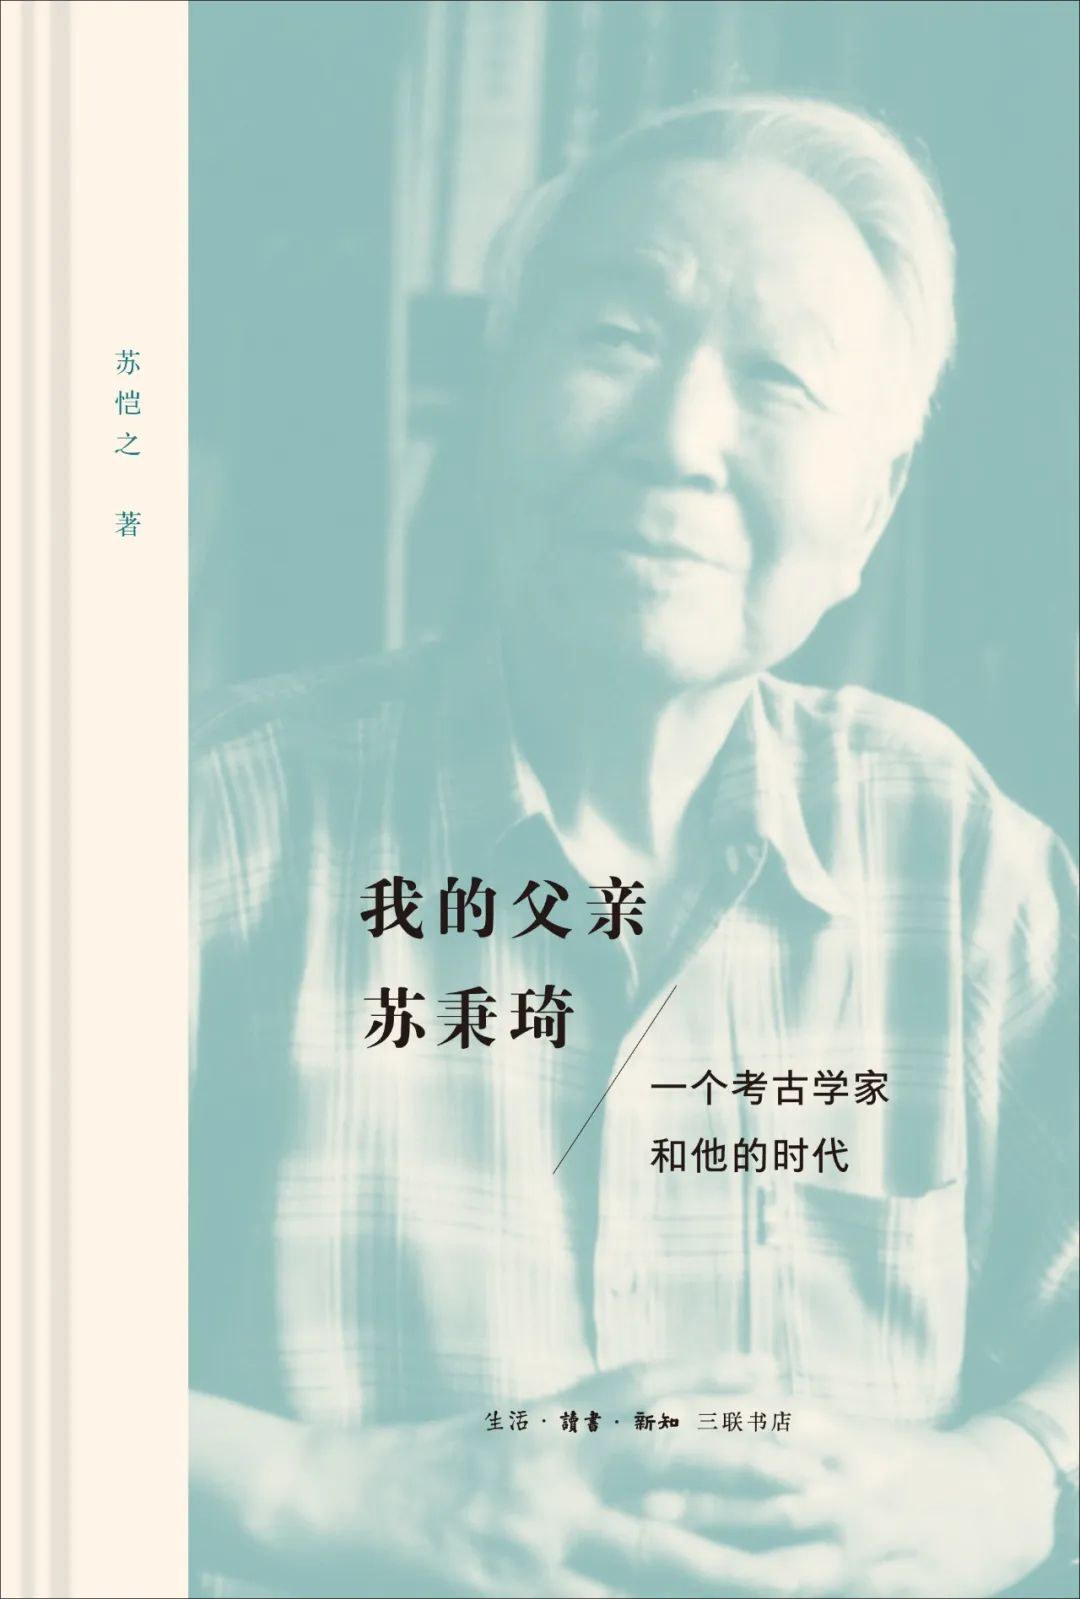 苏恺之 著
我的父亲
苏秉琦
一个考古学家
和他的时代
生活·讀書·新知 三联书店